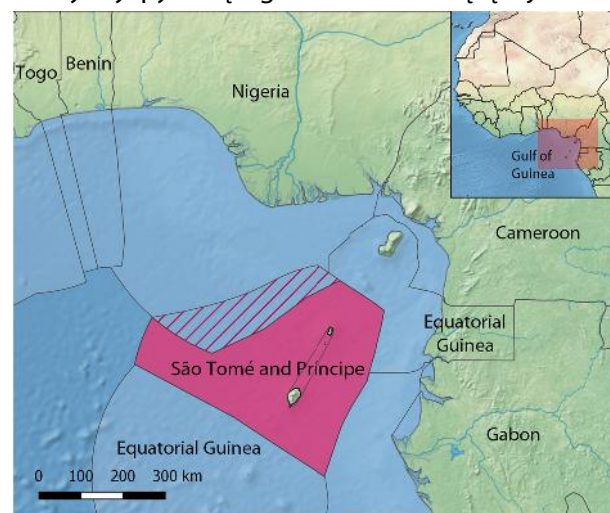 Togo
Benin
Nigeria
Gulf of
Guinea
Cameroon
Equatorial
Guinea
São Tomé and Príncipe
Gabon
Equatorial Guinea
0 100 200 300 km